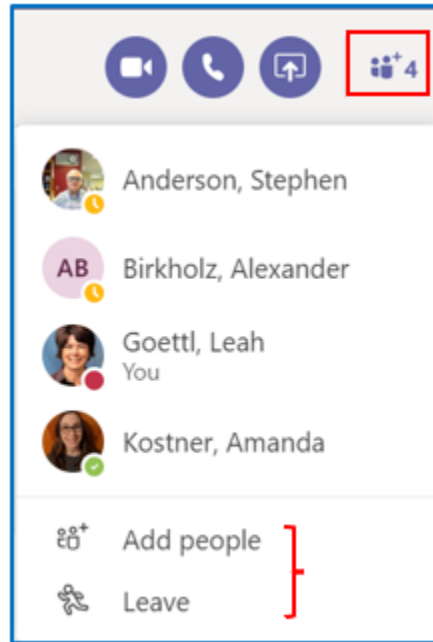 4
Anderson, Stephen
AB
Birkholz, Alexander
Goettl, Leah
You
Kostner, Amanda
Add people
Leave